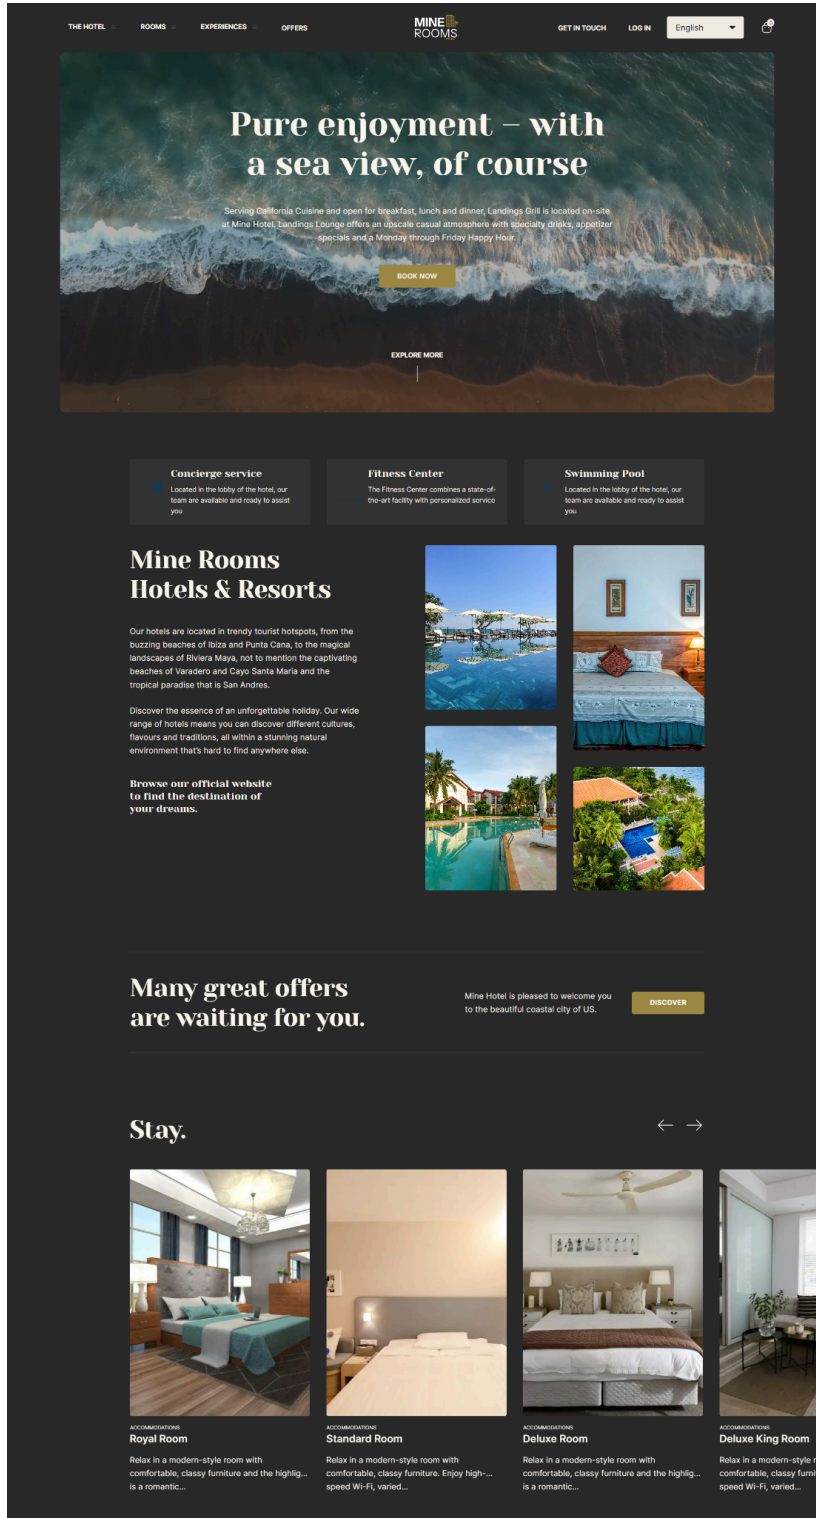 THE HOTEL
ROOMS
EXPERIENCES
OFFERS
MINE
ROOMS
GET IN TOUCH
LOG IN
English
0
Pure enjoyment – with
a sea view, of course
Serving California Cuisine and open for breakfast, lunch and dinner, Landings Grill is located on-site
at Mine Hotel. Landings Lounge offers an upscale casual atmosphere with specialty drinks, appetizer
specials and a Monday through Friday Happy Hour.
BOOK NOW
EXPLORE MORE
Concierge service
Located in the lobby of the hotel, our
team are available and ready to assist
you
Fitness Center
The Fitness Center combines a state-of-
the-art facility with personalized service
Swimming Pool
Located in the lobby of the hotel, our
team are available and ready to assist
you
Mine Rooms
Hotels & Resorts
Our hotels are located in trendy tourist hotspots, from the
buzzing beaches of Ibiza and Punta Cana, to the magical
landscapes of Riviera Maya, not to mention the captivating
beaches of Varadero and Cayo Santa Maria and the
tropical paradise that is San Andres.
Discover the essence of an unforgettable holiday. Our wide
range of hotels means you can discover different cultures,
flavours and traditions, all within a stunning natural
environment that's hard to find anywhere else.
Browse our official website
to find the destination of
your dreams.
Many great offers
are waiting for you.
Mine Hotel is pleased to welcome you
to the beautiful coastal city of US.
DISCOVER
Stay.
ACCOMMODATIONS
Royal Room
Relax in a modern-style room with
comfortable, classy furniture and the highlig...
is a romantic...
ACCOMMODATIONS
Standard Room
Relax in a modern-style room with
comfortable, classy furniture. Enjoy high-...
speed Wi-Fi, varied...
ACCOMMODATIONS
Deluxe Room
Relax in a modern-style room with
comfortable, classy furniture and the highlig...
is a romantic...
ACCOMMODATIONS
Deluxe King Room
Relax in a modern-style r
comfortable, classy furni
speed Wi-Fi, varied...